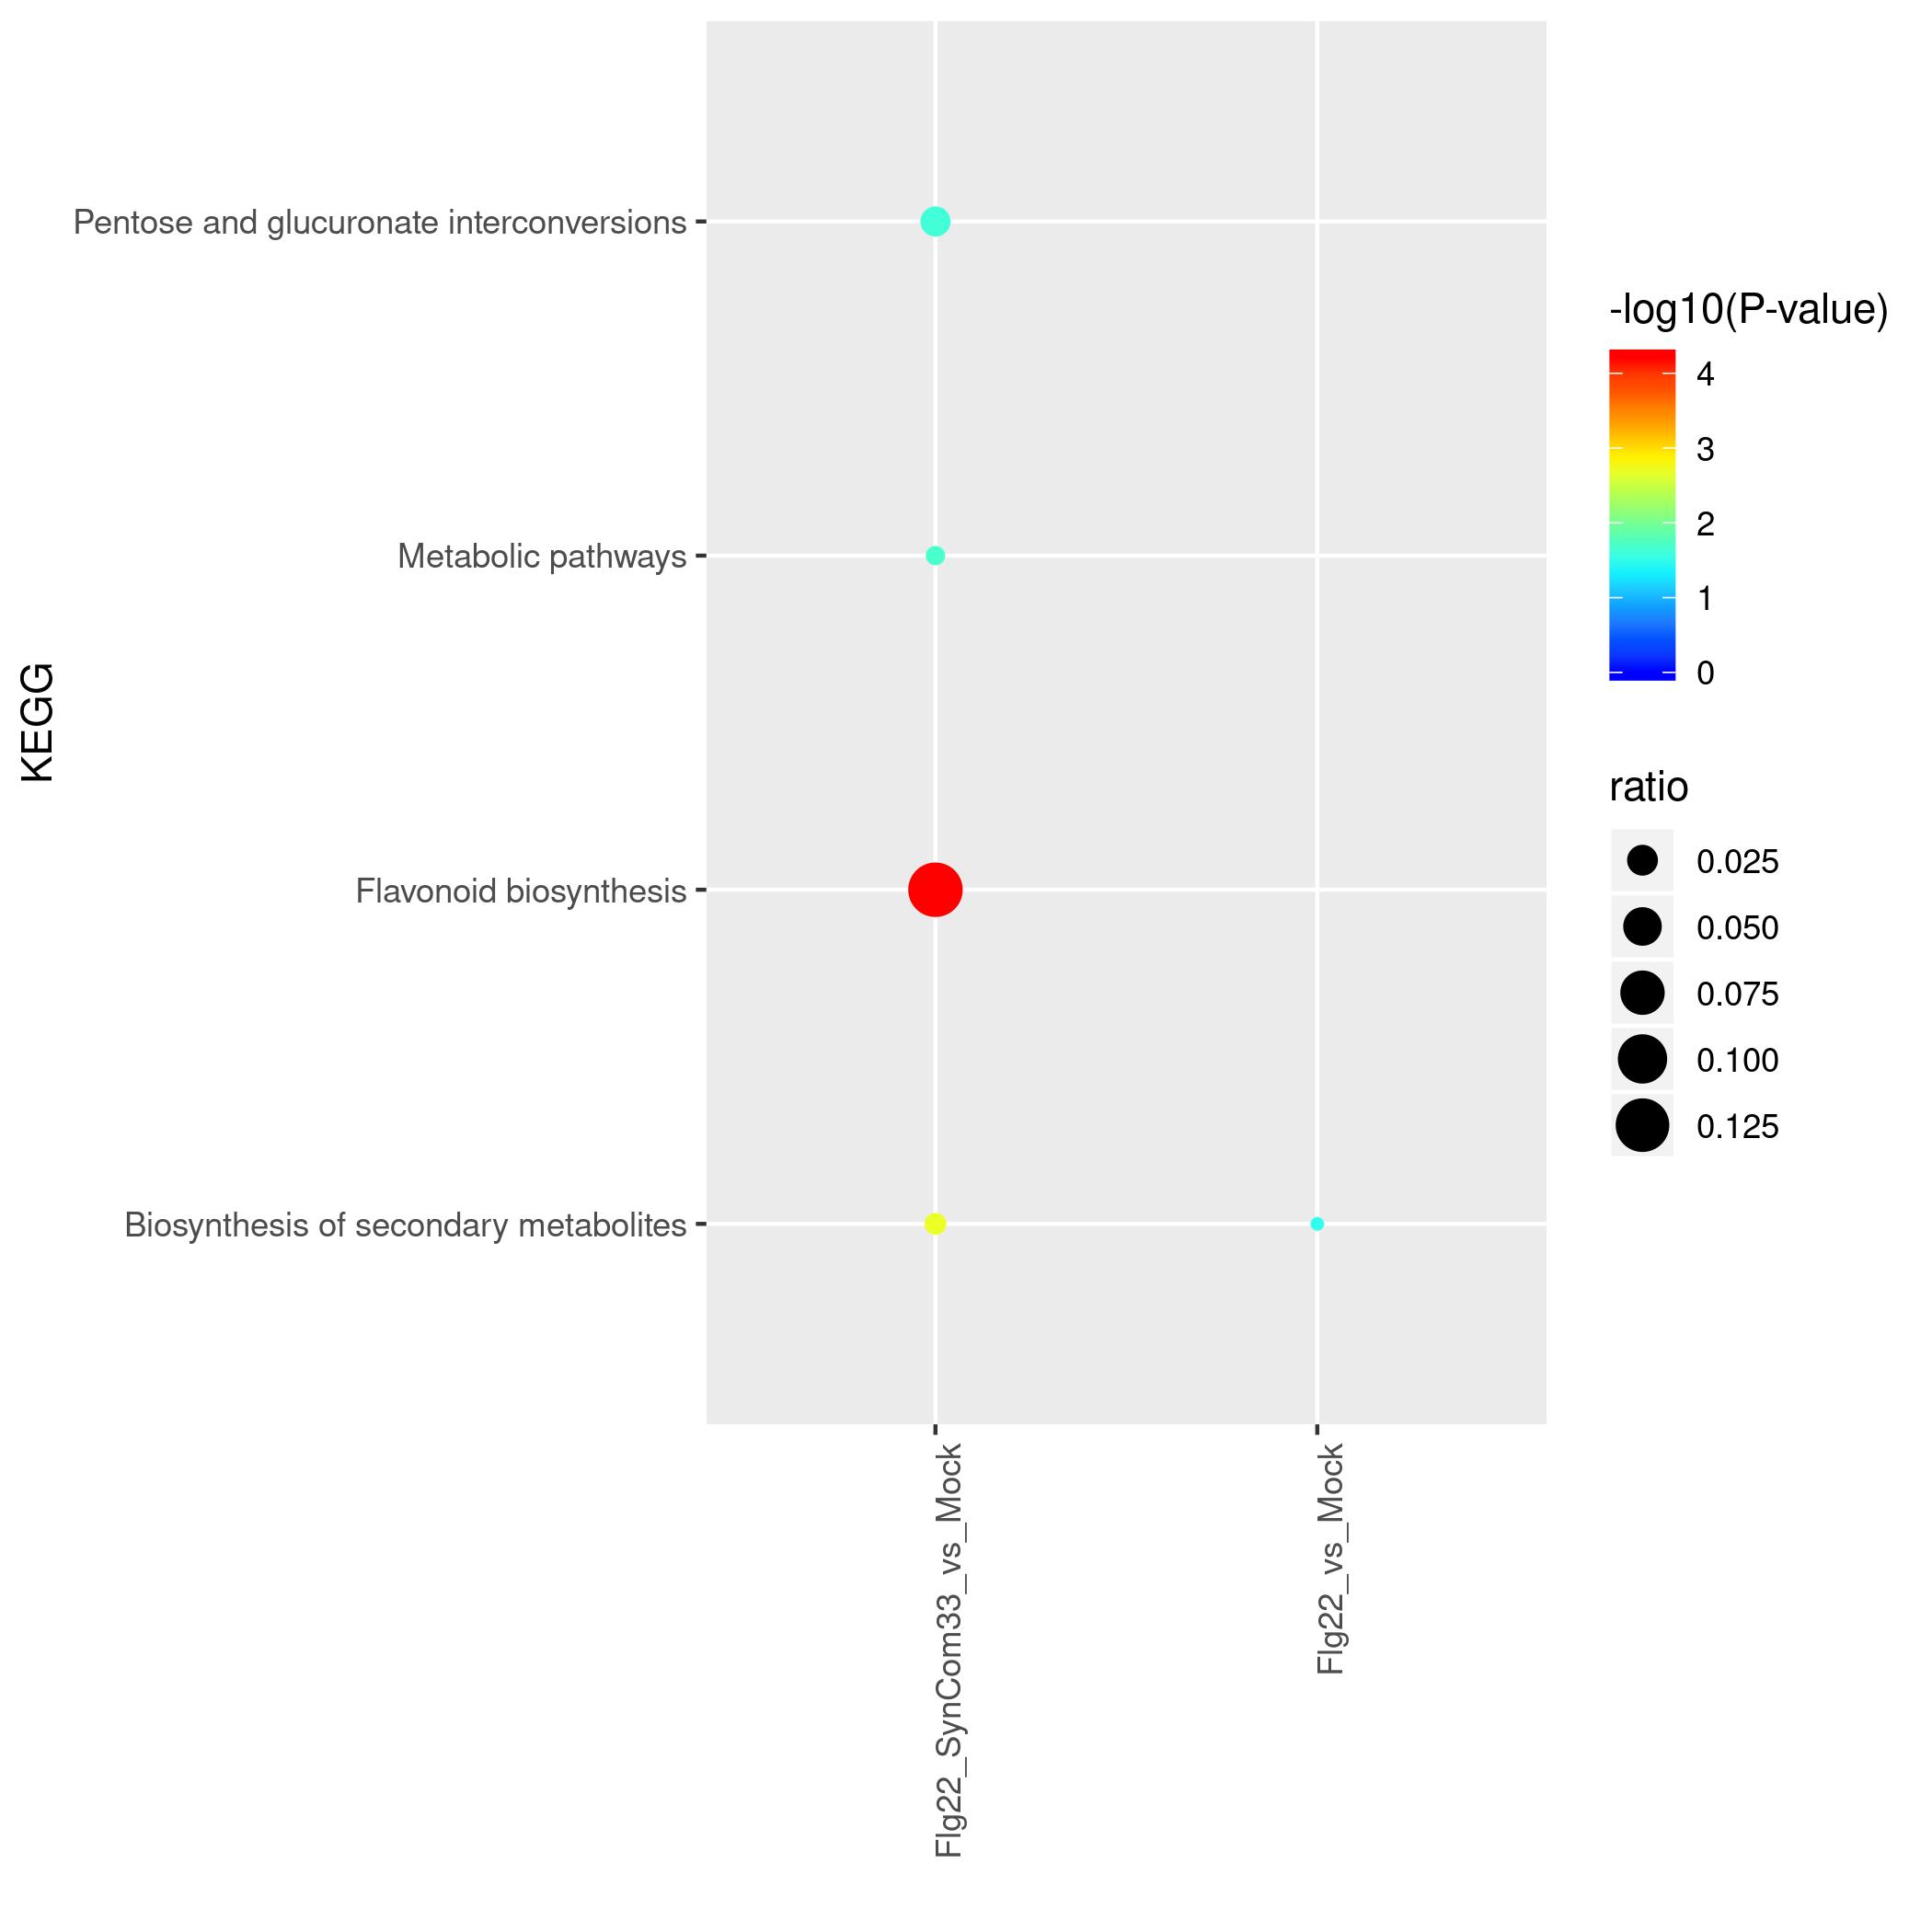 Pentose and glucuronate interconversions
Metabolic pathways
Flavonoid biosynthesis
Biosynthesis of secondary metabolites
KEGG
Flg22_SynCom33_vs_Mock
Flg22_vs_Mock
-log10(P-value)
4
3
2
1
0
ratio
0.025
0.050
0.075
0.100
0.125